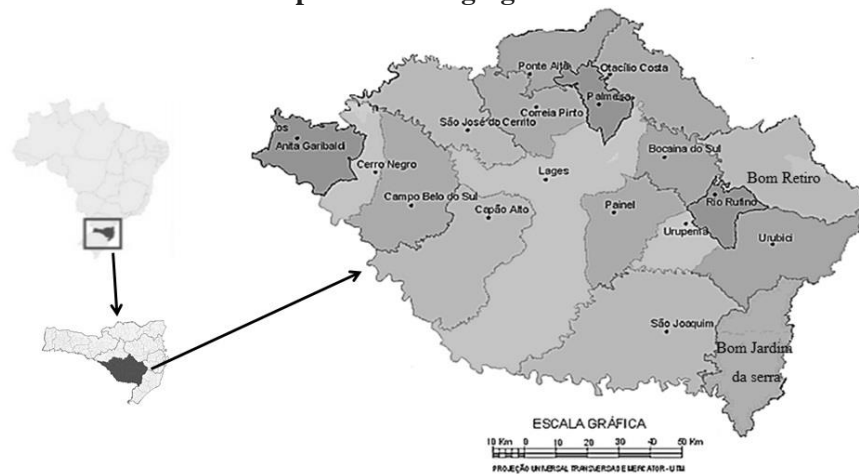 Ponte Alta
Otacílio Costa
Palmeira
Correia Pinto
São José do Cerrito
Anita Garibaldi
Cerro Negro
Bocaina do Sul
Lages
Bom Retiro
Campo Belo do Sul
Capão Alto
Painel
Rio Rufino
Urupema
Urubici
São Joaquim
Bom Jardim
da serra
ESCALA GRÁFICA
10 Km 0 10 20 30 40 50 Km
PROJEÇÃO UNIVERSAL TRANSVERSA DE MERCATOR - UTM